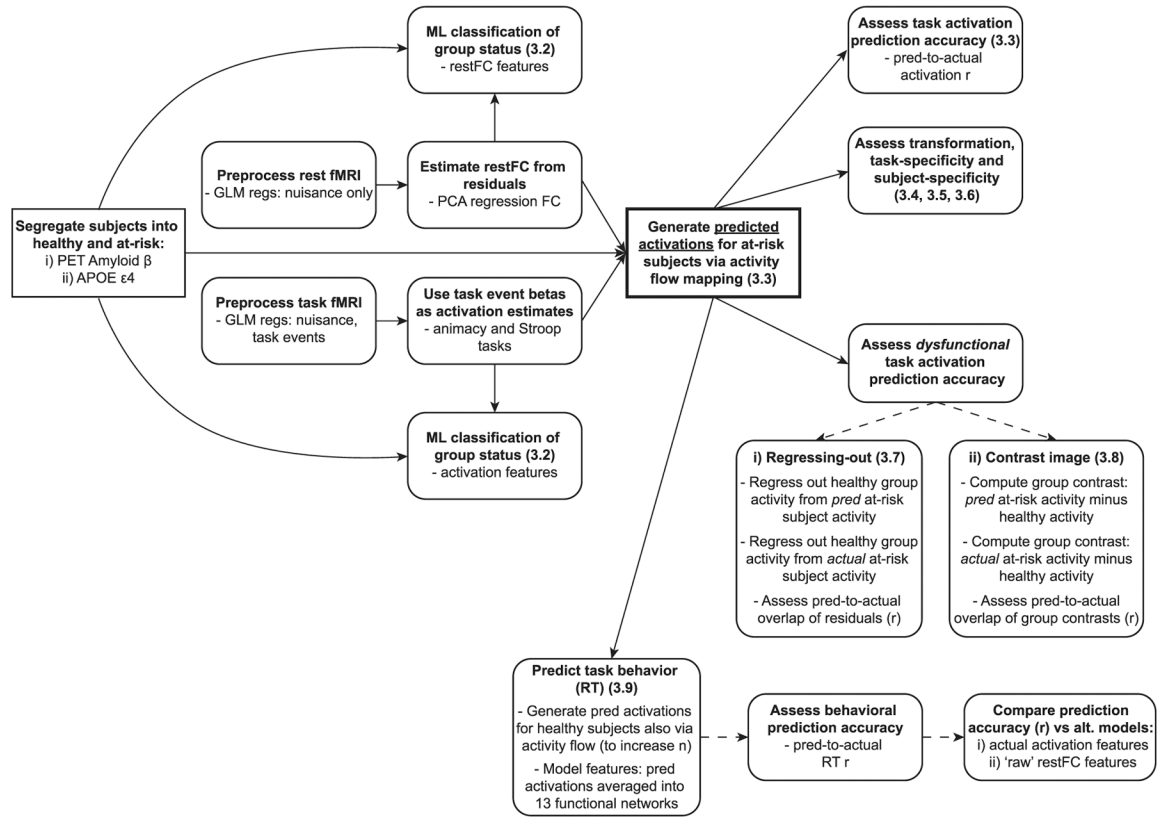 ML classification of
group status (3.2)
- restFC features
Assess task activation
prediction accuracy (3.3)
- pred-to-actual
activation r
Preprocess rest fMRI
- GLM regs: nuisance only
Estimate restFC from
residuals
- PCA regression FC
Assess transformation,
task-specificity and
subject-specificity
(3.4, 3.5, 3.6)
Segregate subjects into
healthy and at-risk:
i) PET Amyloid β
ii) APOE ε4
Generate predicted
activations for at-risk
subjects via activity
flow mapping (3.3)
Preprocess task fMRI
- GLM regs: nuisance,
task events
Use task event betas
as activation estimates
- animacy and Stroop
tasks
Assess dysfunctional
task activation
prediction accuracy
ML classification of
group status (3.2)
- activation features
i) Regressing-out (3.7)
- Regress out healthy group
activity from pred at-risk
subject activity
- Regress out healthy group
activity from actual at-risk
subject activity
- Assess pred-to-actual
overlap of residuals (r)
ii) Contrast image (3.8)
- Compute group contrast:
pred at-risk activity minus
healthy activity
- Compute group contrast:
actual at-risk activity minus
healthy activity
- Assess pred-to-actual
overlap of group contrasts (r)
Predict task behavior
(RT) (3.9)
- Generate pred activations
for healthy subjects also via
activity flow (to increase n)
- Model features: pred
activations averaged into
13 functional networks
Assess behavioral
prediction accuracy
- pred-to-actual
RT r
Compare prediction
accuracy (r) vs alt. models:
i) actual activation features
ii) ‘raw’ restFC features